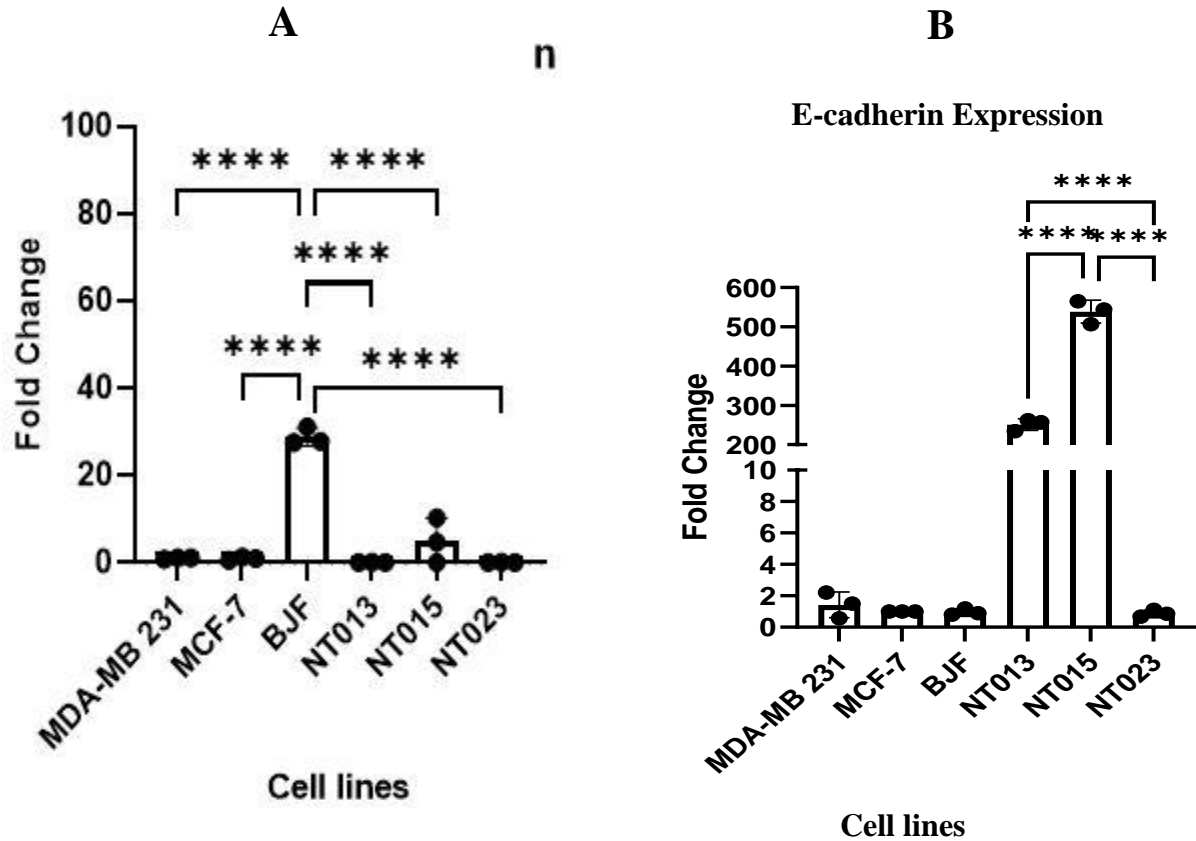 A
n
100
80
60
40
20
0
Fold Change
**** ****
****
****
****
MDA-MB 231
MCF-7
BJF
NT013
NT015
NT023
Cell lines
B
E-cadherin Expression
****
**** ****
600
500
400
300
200
10
8
6
4
2
0
Fold Change
MDA-MB 231
MCF-7
BJF
NT013
NT015
NT023
Cell lines